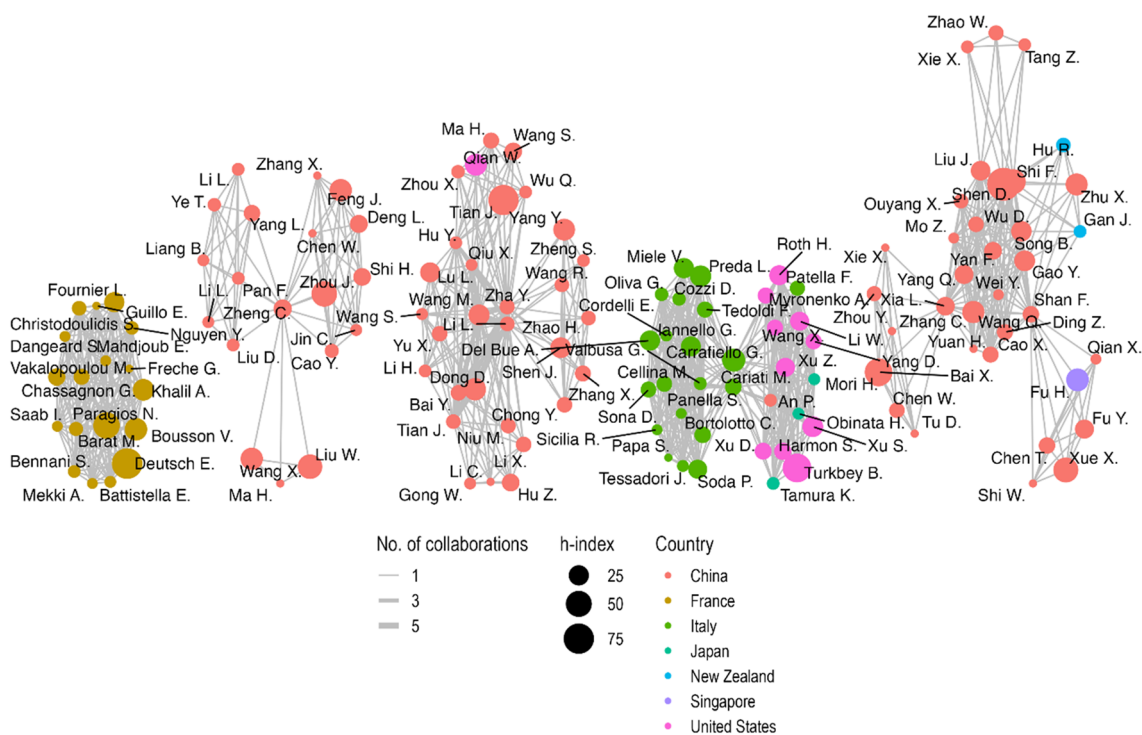 Zhao W.
Xie X.
Tang Z.
Ma H.
Wang S.
Qian W.
Hu R.
Zhang X.
Liu J.
Shi F.
Li L.
Zhou X.
Wu Q.
Feng J.
Shen D.
Zhu X.
Ye T.
Ouyang X.
Tian J.
Yang Y.
Deng L.
Wu D.
Gan J.
Yang L.
Mo Z.
Hu Y.
Chen W.
Song B.
Liang B.
Roth H.
Zheng S.
Xie X.
Qiu X.
Miele V.
Yan F.
Shi H.
Preda L.
Gao Y.
Lu L.
Wang R.
Patella F.
Yang Q.
Zhou J.
Oliva G.
Cozzi D.
Wei Y.
Li L.
Pan F.
Fournier L.
Wang M.
Zha Y.
Cordelli E.
Myronenko A.
Xia L.
Shan F.
Guillo E.
Zheng C.
Wang S.
Tedoldi F.
Zhou Y.
Zhang C.
Wang Q.
Ding Z.
Christodoulidis S.
Nguyen Y.
Li L.
Zhao H.
Iannello G.
Wang X.
Li W.
Jin C.
Yuan H.
Cao X.
Dangeard S.
Mahdjoub E.
Yu X.
Del Bue A.
Valbusa G.
Carrafiello G.
Xu Z.
Yang D.
Qian X.
Liu D.
Cao Y.
Vakalopoulou M.
Freche G.
Li H.
Shen J.
Cellina M.
Cariati M.
Mori H.
Bai X.
Chassagnon G.
Khalil A.
Dong D.
Zhang X.
Fu H.
Bai Y.
Panella S.
An P.
Chen W.
Saab I.
Paragios N.
Chong Y.
Sona D.
Fu Y.
Tian J.
Bortolotto C.
Obinata H.
Tu D.
Barat M.
Bousson V.
Niu M.
Sicilia R.
Papa S.
Xu D.
Harmon S.
Xu S.
Liu W.
Li X.
Bennani S.
Deutsch E.
Wang X.
Li C.
Chen T.
Xue X.
Turkbey B.
Mekki A.
Battistella E.
Ma H.
Gong W.
Hu Z.
Tessadori J.
Soda P.
Tamura K.
Shi W.
No. of collaborations
1
3
5
h-index
25
50
75
Country
China
France
Italy
Japan
New Zealand
Singapore
United States